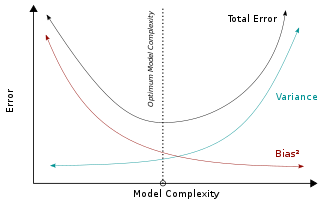 Total Error
Optimum Model Complexity
Variance
Error
Bias²
Model Complexity